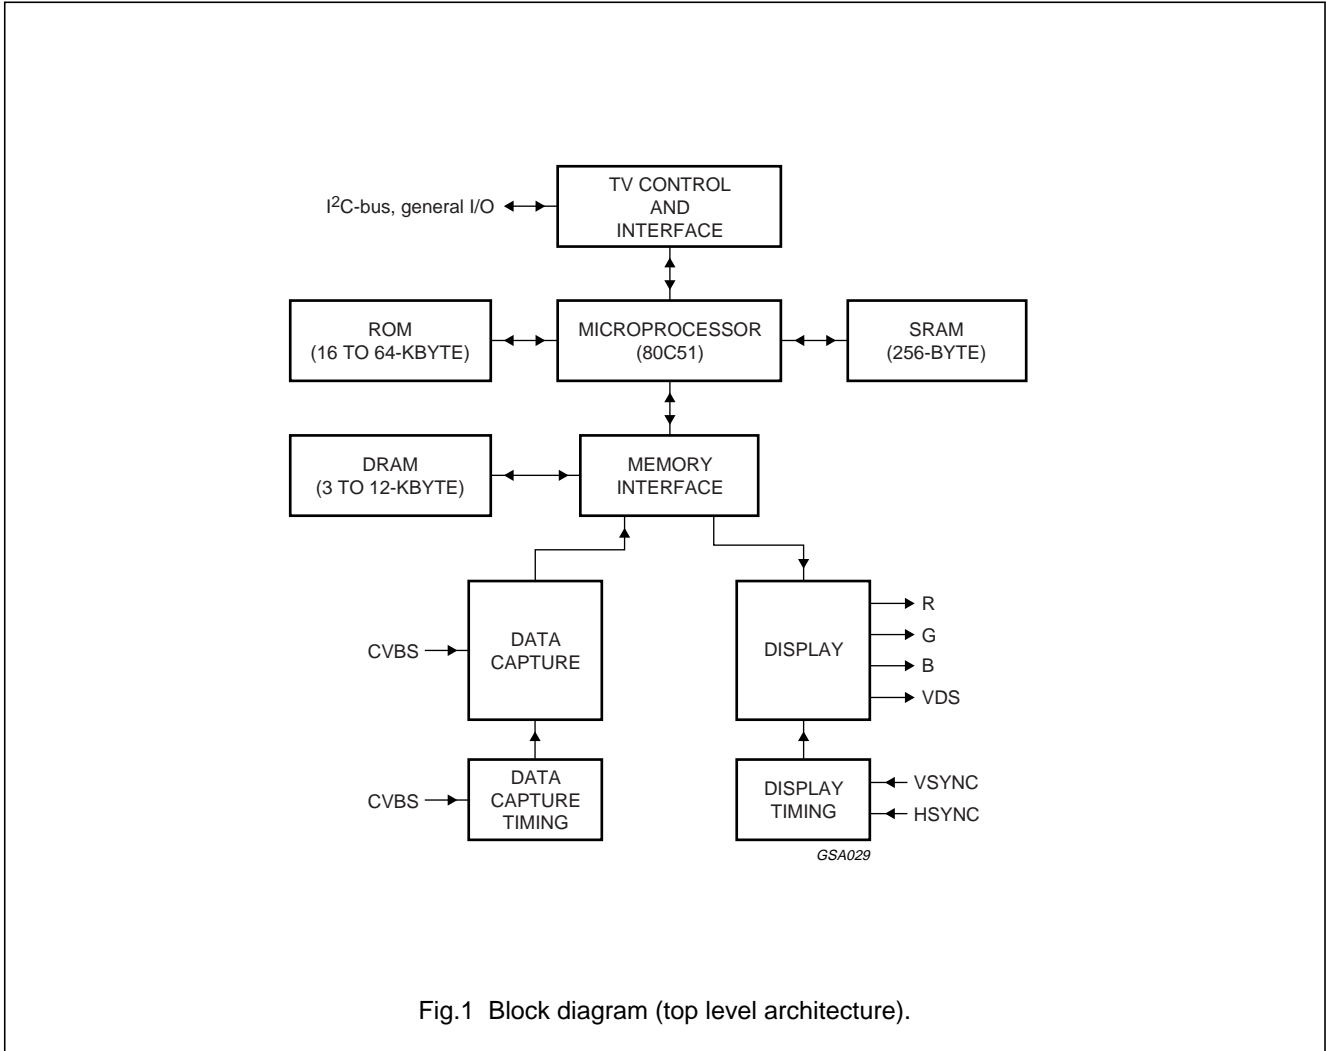 TV CONTROL
AND
INTERFACE
I²C-bus, general I/O
ROM
(16 TO 64-KBYTE)
MICROPROCESSOR
(80C51)
SRAM
(256-BYTE)
DRAM
(3 TO 12-KBYTE)
MEMORY
INTERFACE
CVBS
DATA
CAPTURE
DISPLAY
R
G
B
VDS
CVBS
DATA
CAPTURE
TIMING
DISPLAY
TIMING
VSYNC
HSYNC
GSA029
Fig.1 Block diagram (top level architecture).